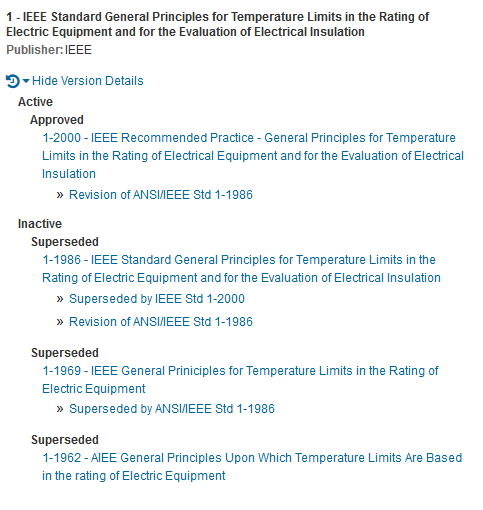 1 - IEEE Standard General Principles for Temperature Limits in the Rating of
Electric Equipment and for the Evaluation of Electrical Insulation
Publisher: IEEE
Hide Version Details
Active
Approved
1-2000 - IEEE Recommended Practice - General Principles for Temperature
Limits in the Rating of Electrical Equipment and for the Evaluation of Electrical
Insulation
» Revision of ANSI/IEEE Std 1-1986
Inactive
Superseded
1-1986 - IEEE Standard General Principles for Temperature Limits in the
Rating of Electric Equipment and for the Evaluation of Electrical Insulation
» Superseded by IEEE Std 1-2000
» Revision of ANSI/IEEE Std 1-1986
Superseded
1-1969 - IEEE General Priniciples for Temperature Limits in the Rating of
Electric Equipment
» Superseded by ANSI/IEEE Std 1-1986
Superseded
1-1962 - AIEE General Principles Upon Which Temperature Limits Are Based
in the rating of Electric Equipment